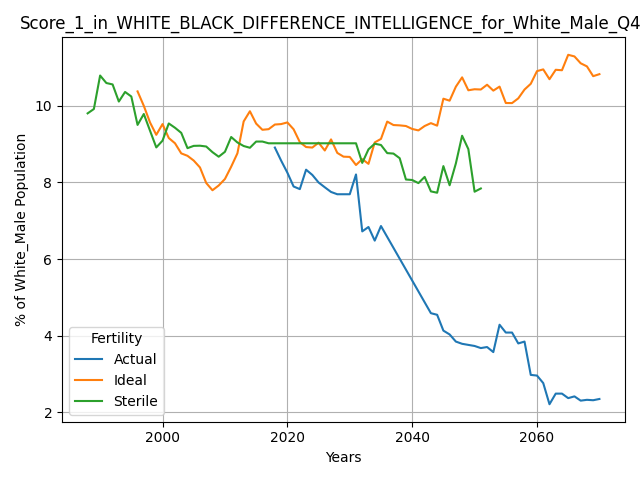 Score_1_in_WHITE_BLACK_DIFFERENCE_INTELLIGENCE_for_White_Male_Q4
% of White_Male Population
10
8
6
4
2
Fertility
Actual
Ideal
Sterile
2000
2020
2040
2060
Years